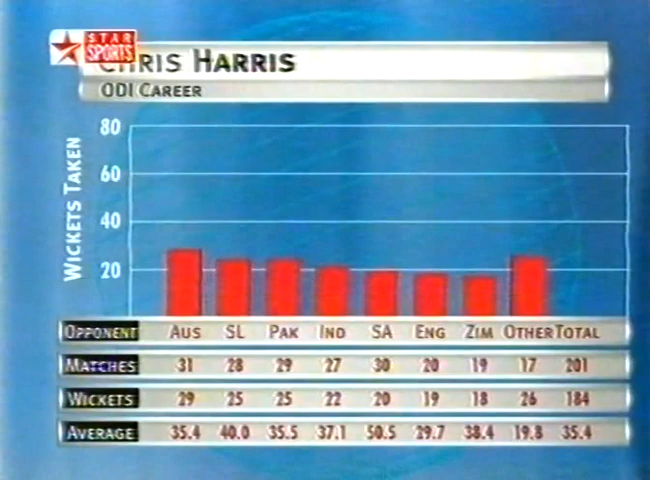 STAR
SPORTS
CHRIS HARRIS
ODI CAREER
WICKETS TAKEN
80
60
40
20
OPPONENT AUS SL PAK IND SA ENG ZIM OTHER TOTAL
MATCHES 31 28 29 27 30 20 19 17 201
WICKETS 29 25 25 22 20 19 18 26 184
AVERAGE 35.4 40.0 35.5 37.1 50.5 29.7 38.4 19.8 35.4